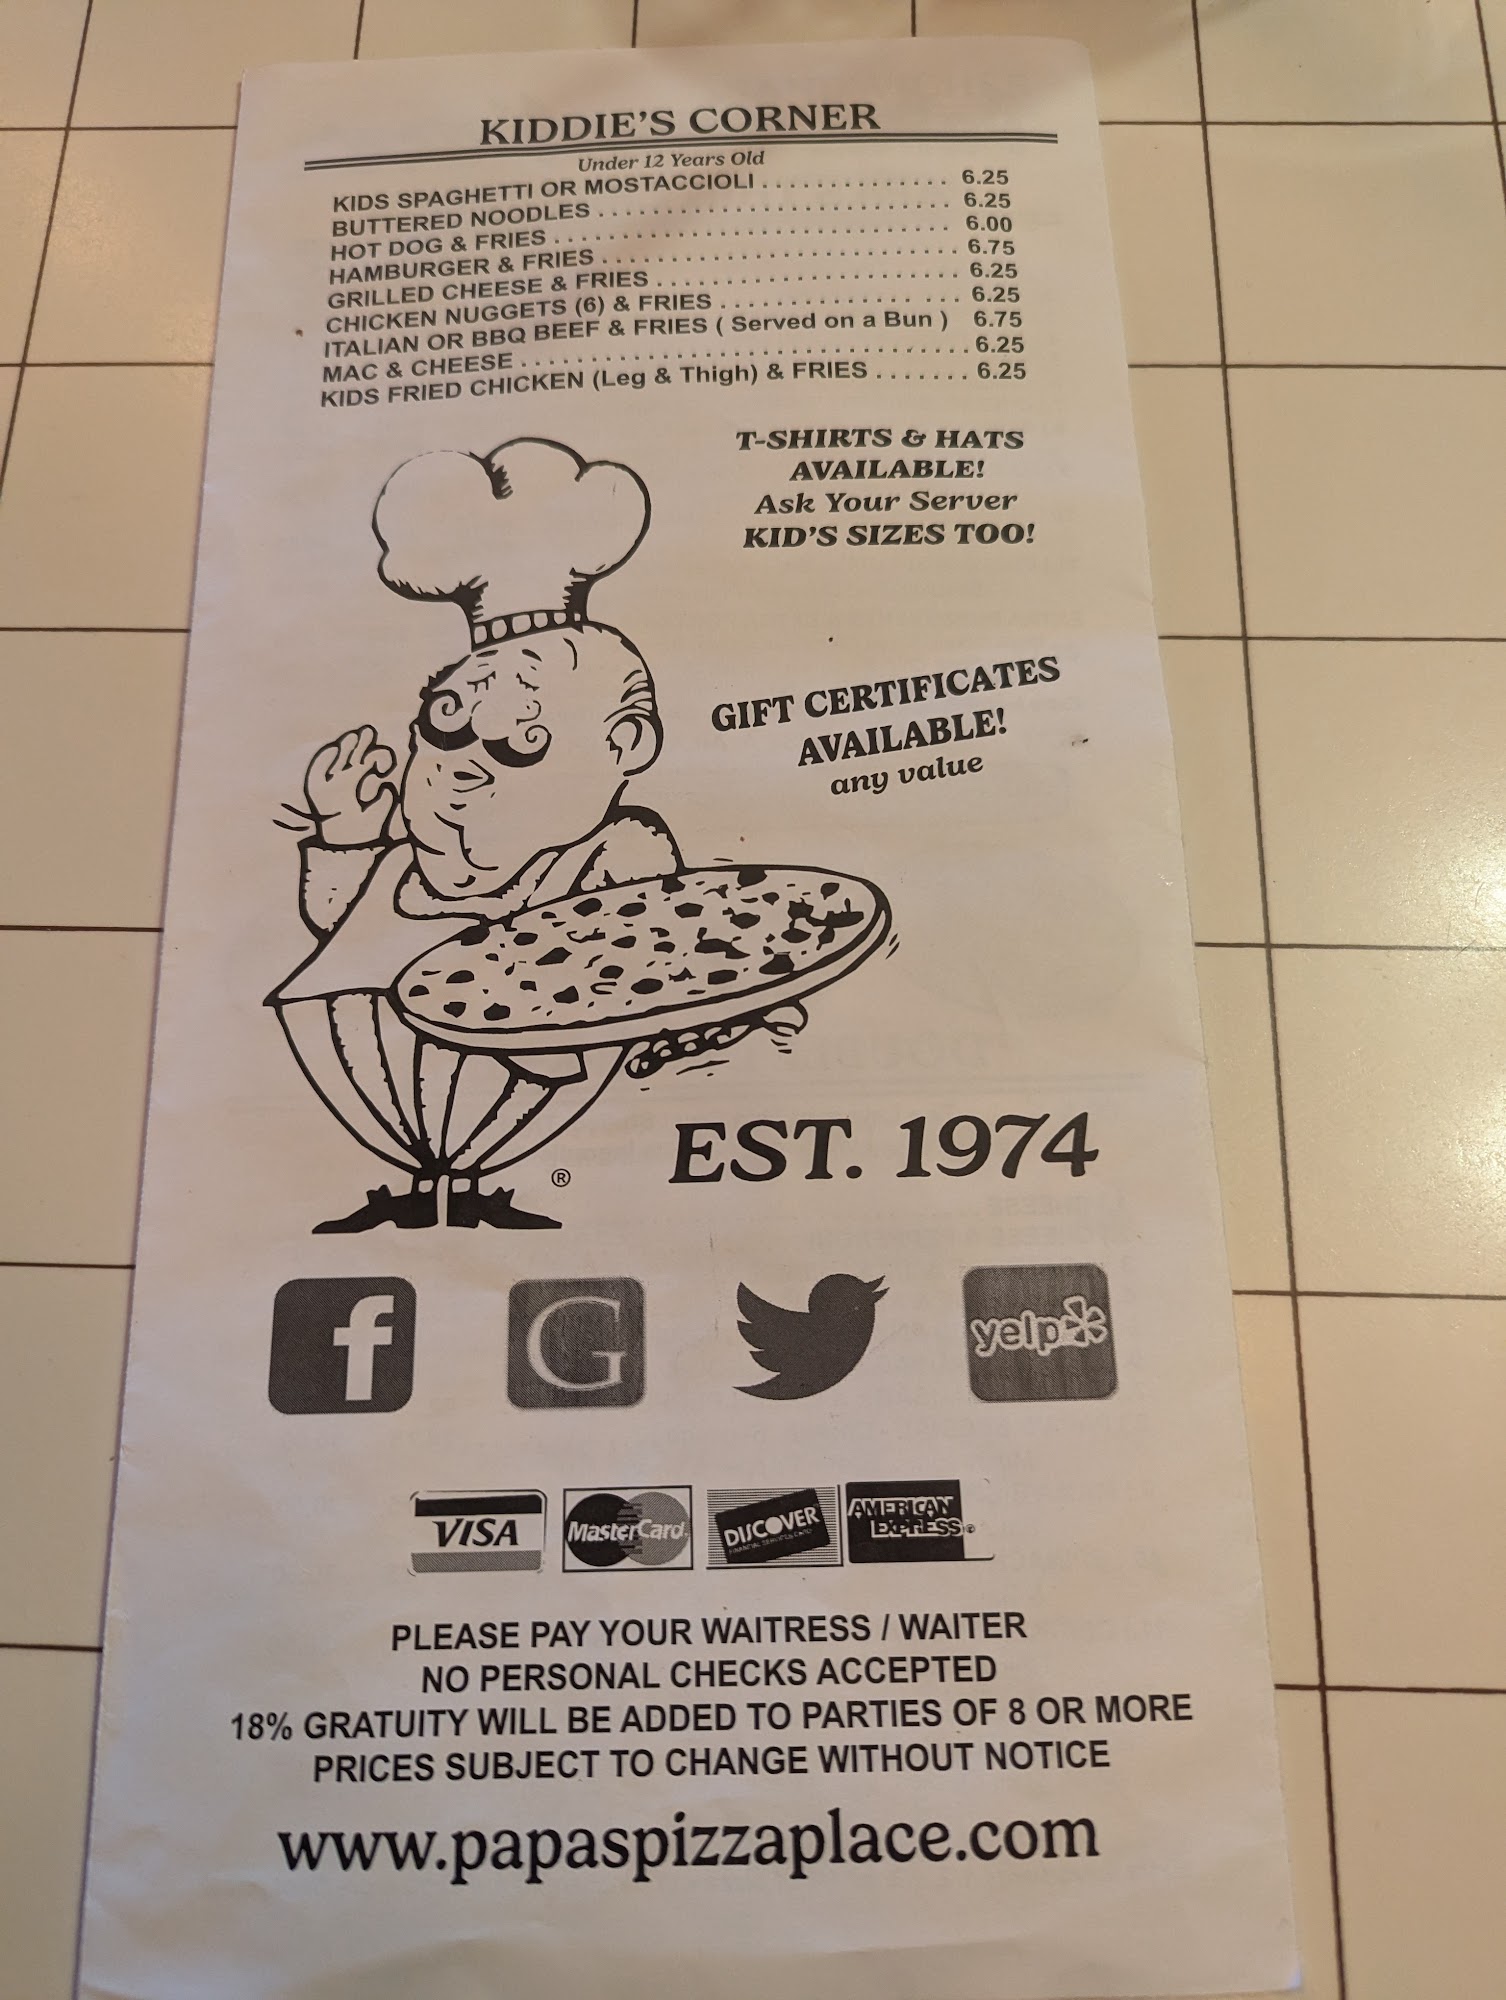 KIDDIE'S CORNER
Under 12 Years Old
KIDS SPAGHETTI OR MOSTACCIOLI . . . . . . . . . . . . . . 6.25
BUTTERED NOODLES . . . . . . . . . . . . . . . . . . . . . . . . . . 6.25
HOT DOG & FRIES . . . . . . . . . . . . . . . . . . . . . . . . . . . . . 6.00
HAMBURGER & FRIES . . . . . . . . . . . . . . . . . . . . . . . . . . 6.75
GRILLED CHEESE & FRIES . . . . . . . . . . . . . . . . . . . . . . 6.25
CHICKEN NUGGETS (6) & FRIES . . . . . . . . . . . . . . . . . 6.25
ITALIAN OR BBQ BEEF & FRIES ( Served on a Bun ) 6.75
MAC & CHEESE . . . . . . . . . . . . . . . . . . . . . . . . . . . . . . . . 6.25
KIDS FRIED CHICKEN (Leg & Thigh) & FRIES . . . . . . . 6.25
T-SHIRTS & HATS
AVAILABLE!
Ask Your Server
KID'S SIZES TOO!
GIFT CERTIFICATES
AVAILABLE!
any value
EST. 1974
®
f G yelp
VISA MasterCard DISCOVER AMERICAN
EXPRESS
PLEASE PAY YOUR WAITRESS / WAITER
NO PERSONAL CHECKS ACCEPTED
18% GRATUITY WILL BE ADDED TO PARTIES OF 8 OR MORE
PRICES SUBJECT TO CHANGE WITHOUT NOTICE
www.papaspizzaplace.com